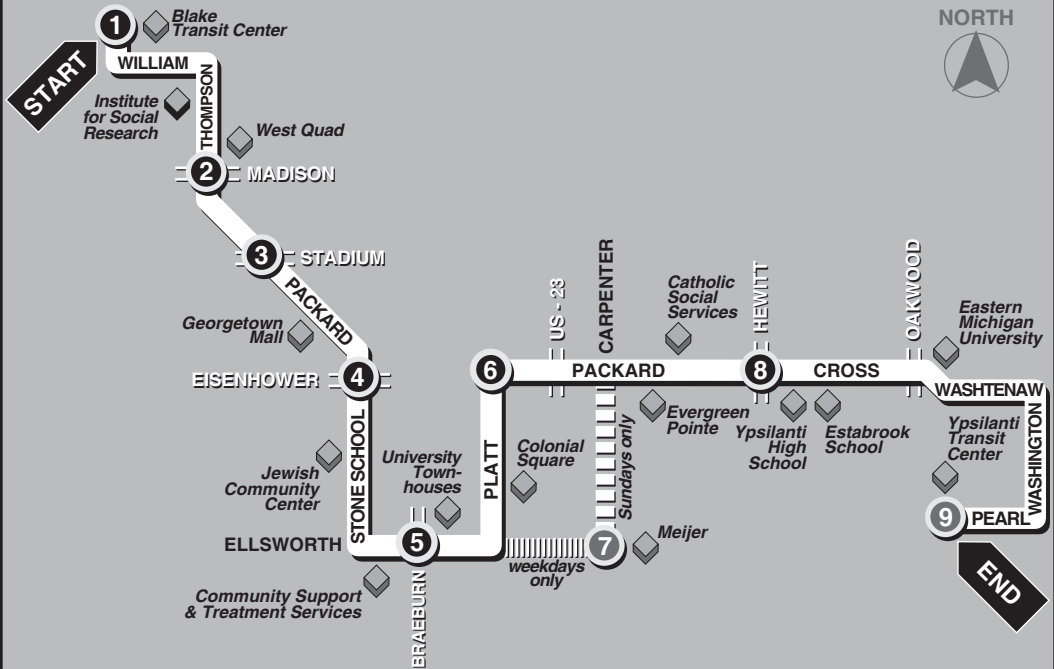 1
Blake
Transit Center
NORTH
START
WILLIAM
THOMPSON
Institute
for Social
Research
West Quad
2
MADISON
3
STADIUM
PACKARD
Georgetown
Mall
EISENHOWER
4
6
US - 23
CARPENTER
Catholic
Social
Services
HEWITT
OAKWOOD
Eastern
Michigan
University
PACKARD
8
CROSS
WASHTENAW
Evergreen
Pointe
Ypsilanti
High
School
Estabrook
School
Ypsilanti
Transit
Center
WASHINGTON
STONE SCHOOL
Jewish
Community
Center
University
Town-
houses
PLATT
Colonial
Square
Sundays only
9
PEARL
ELLSWORTH
5
7
Meijer
weekdays
only
Community Support
& Treatment Services
BRAEBURN
END